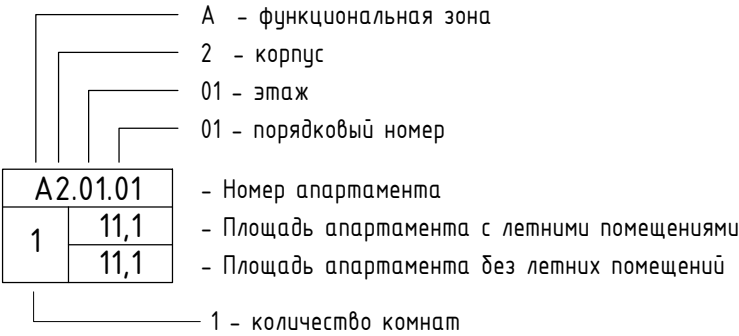 А – функциональная зона
2 – корпус
01 – этаж
01 – порядковый номер
А2.01.01 – Номер апартамента
1 11,1 – Площадь апартамента с летними помещениями
11,1 – Площадь апартамента без летних помещений
1 – количество комнат